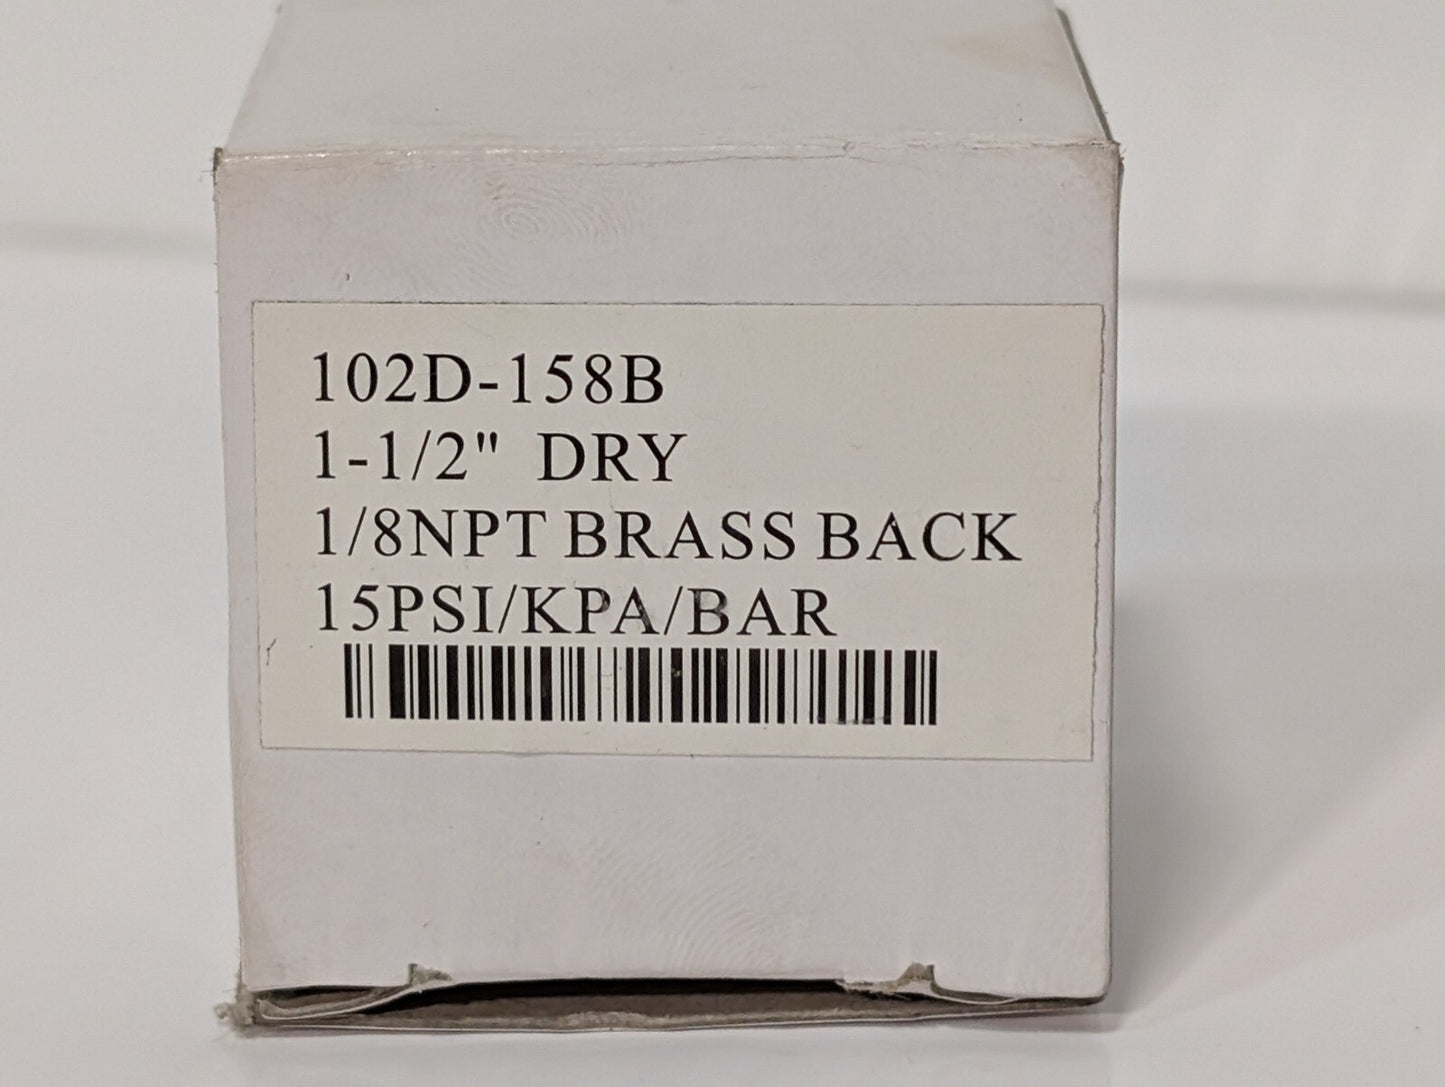 102D-158B
1-1/2" DRY
1/8NPT BRASS BACK
15PSI/KPA/BAR